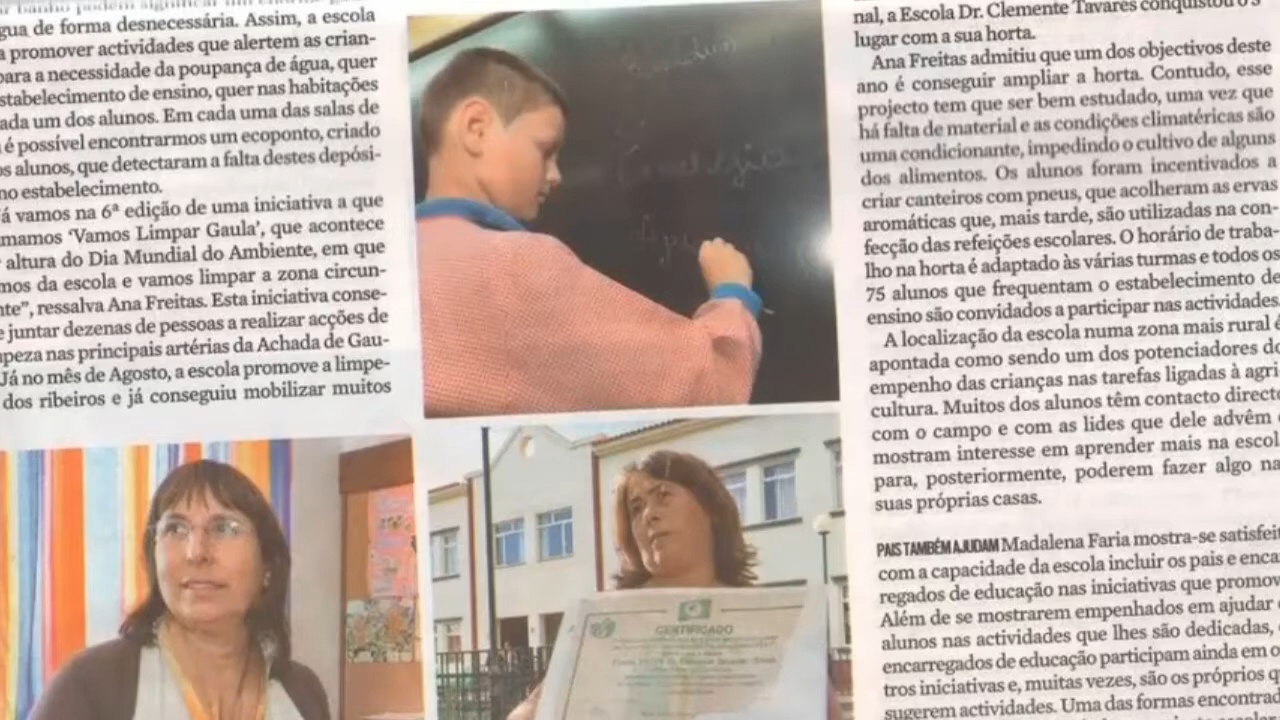 gua de forma desnecessária. Assim, a escola
a promover actividades que alertem as crian-
para a necessidade da poupança de água, quer
stabelecimento de ensino, quer nas habitações
ada um dos alunos. Em cada uma das salas de
é possível encontrarmos um ecoponto, criado
os alunos, que detectaram a falta destes depósi-
no estabelecimento.
á vamos na 6ª edição de uma iniciativa a que
mamos ‘Vamos Limpar Gaula’, que acontece
altura do Dia Mundial do Ambiente, em que
mos da escola e vamos limpar a zona circun-
nte”, ressalva Ana Freitas. Esta iniciativa conse-
e juntar dezenas de pessoas a realizar acções de
mpeza nas principais artérias da Achada de Gau-
Já no mês de Agosto, a escola promove a limpe-
dos ribeiros e já conseguiu mobilizar muitos
CERTIFICADO
nal, a Escola Dr. Clemente Tavares conquistou o 3
lugar com a sua horta.
Ana Freitas admitiu que um dos objectivos deste
ano é conseguir ampliar a horta. Contudo, esse
projecto tem que ser bem estudado, uma vez que
há falta de material e as condições climatéricas são
uma condicionante, impedindo o cultivo de alguns
dos alimentos. Os alunos foram incentivados a
criar canteiros com pneus, que acolheram as ervas
aromáticas que, mais tarde, são utilizadas na con-
fecção das refeições escolares. O horário de traba-
lho na horta é adaptado às várias turmas e todos os
75 alunos que frequentam o estabelecimento de
ensino são convidados a participar nas actividades.
A localização da escola numa zona mais rural é
apontada como sendo um dos potenciadores do
empenho das crianças nas tarefas ligadas à agri-
cultura. Muitos dos alunos têm contacto directo
com o campo e com as lides que dele advêm
mostram interesse em aprender mais na escol
para, posteriormente, poderem fazer algo na
suas próprias casas.
PAIS TAMBÉM AJUDAM Madalena Faria mostra-se satisfeit
com a capacidade da escola incluir os pais e enca
regados de educação nas iniciativas que promov
Além de se mostrarem empenhados em ajudar
alunos nas actividades que lhes são dedicadas,
encarregados de educação participam ainda em o
tros iniciativas e, muitas vezes, são os próprios q
sugerem actividades. Uma das formas encontrad